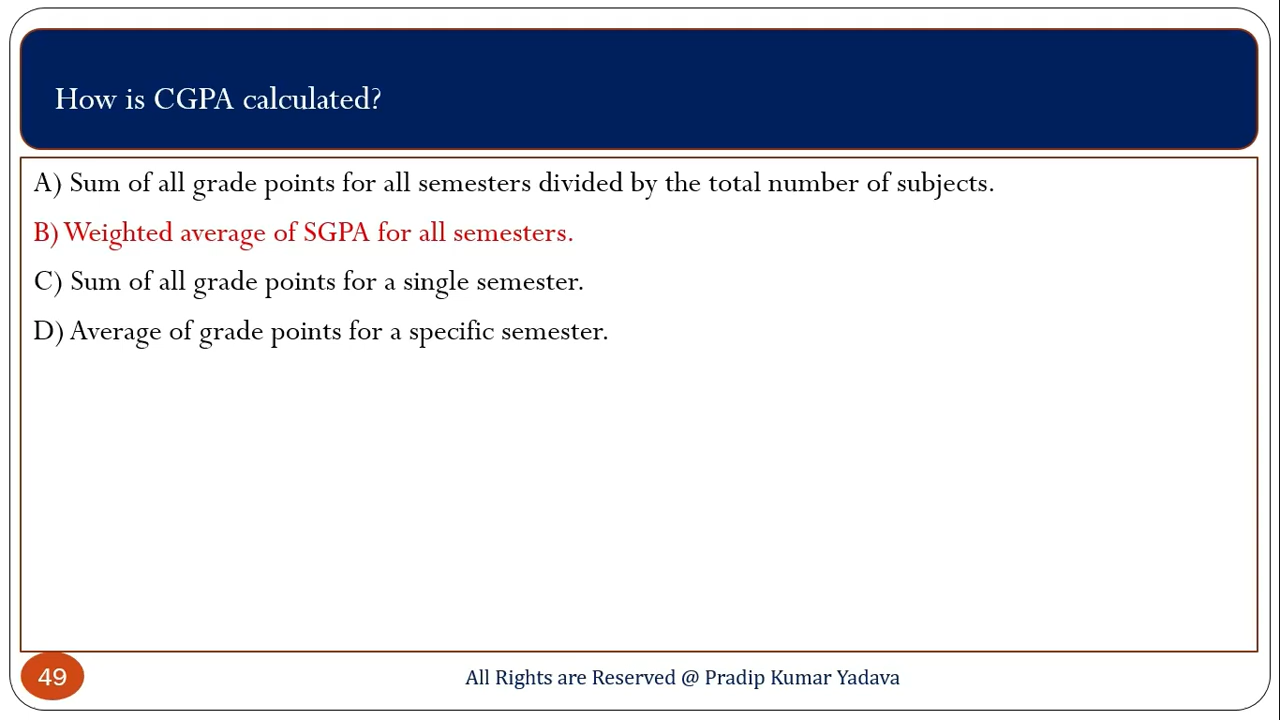 How is CGPA calculated?
A) Sum of all grade points for all semesters divided by the total number of subjects.
B) Weighted average of SGPA for all semesters.
C) Sum of all grade points for a single semester.
D) Average of grade points for a specific semester.
49
All Rights are Reserved @ Pradip Kumar Yadava